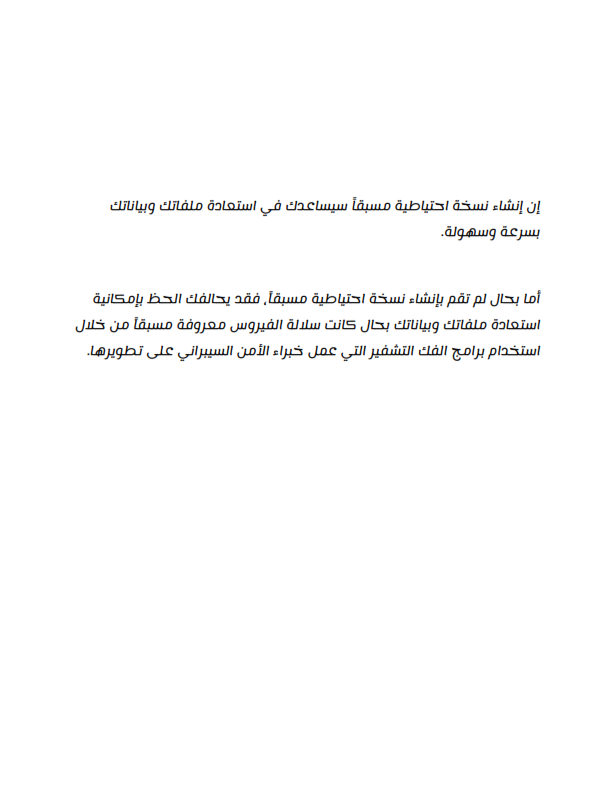 إن إنشاء نسخة احتياطية مسبقاً سيساعدك في استعادة ملفاتك وبياناتك
بسرعة وسهولة.
أما بحال لم تقم بإنشاء نسخة احتياطية مسبقاً، فقد يحالفك الحظ بإمكانية
استعادة ملفاتك وبياناتك بحال كانت سلالة الفيروس معروفة مسبقاً من خلال
استخدام برامج الفك التشفير التي عمل خبراء الأمن السيبراني على تطويرها.